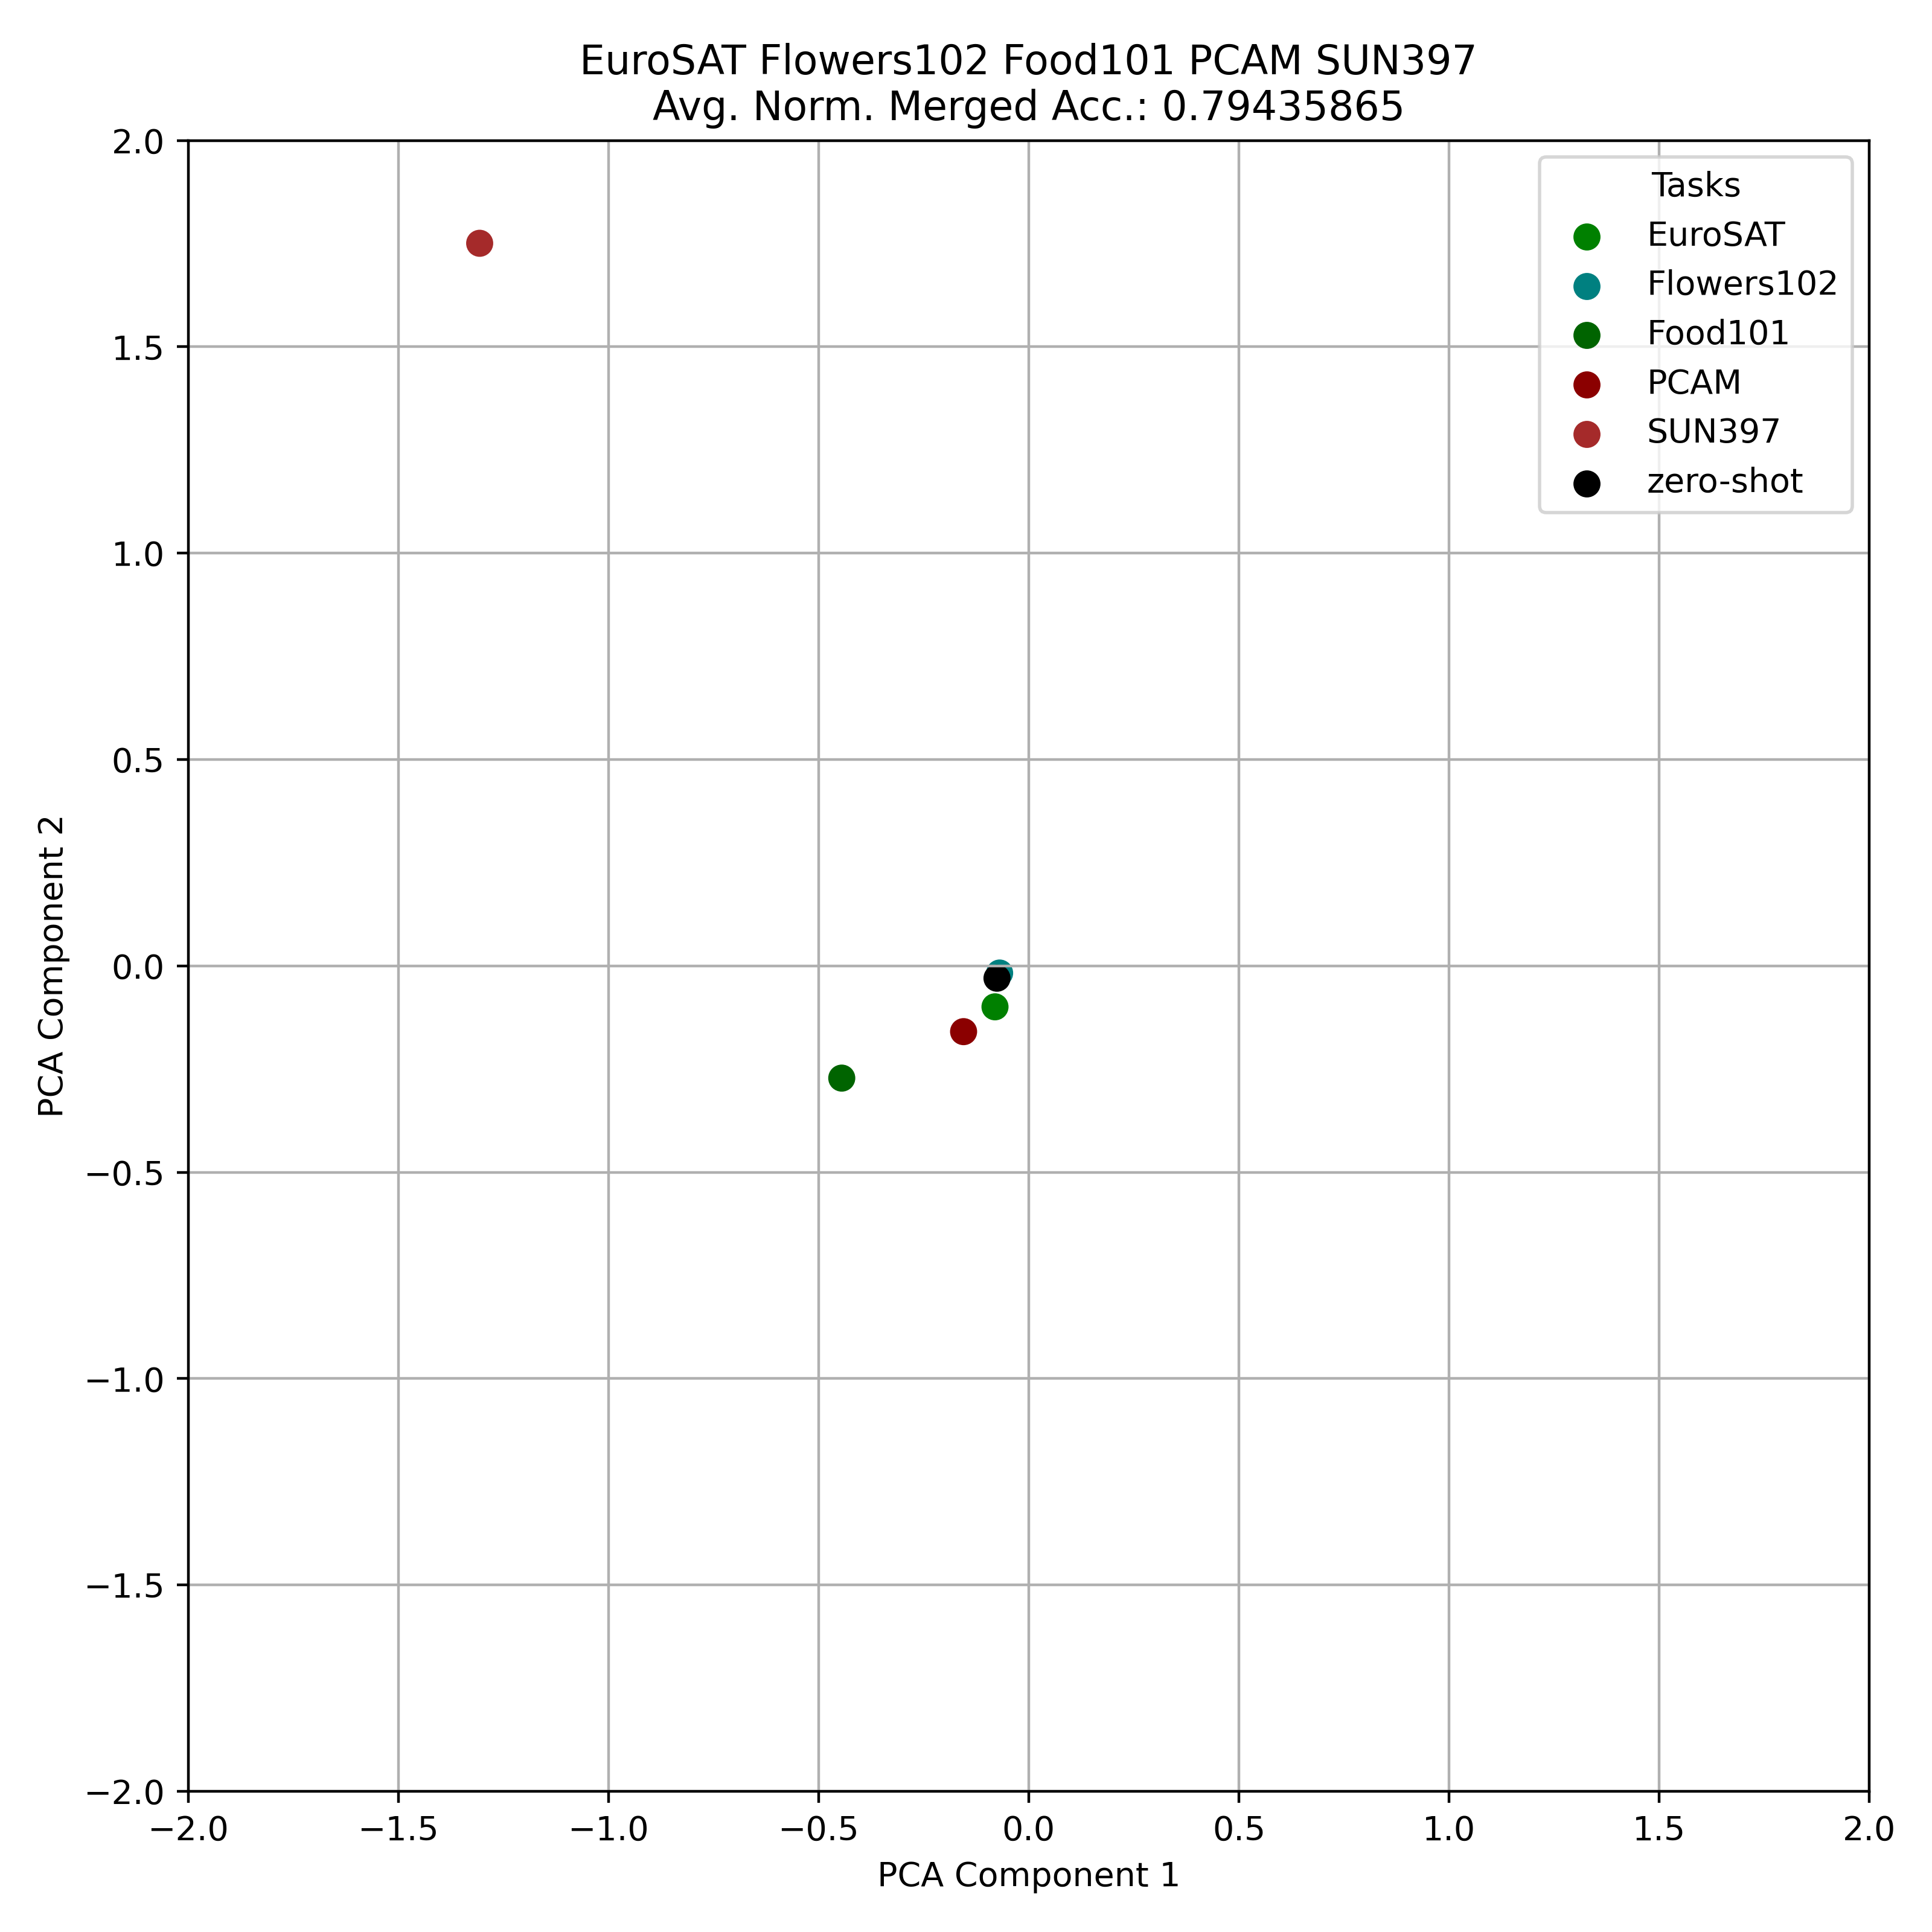 EuroSAT Flowers102 Food101 PCAM SUN397
Avg. Norm. Merged Acc.: 0.79435865
Tasks
EuroSAT
Flowers102
Food101
PCAM
SUN397
zero-shot
PCA Component 2
2.0
1.5
1.0
0.5
0.0
−0.5
−1.0
−1.5
−2.0
−2.0 −1.5 −1.0 −0.5 0.0 0.5 1.0 1.5 2.0
PCA Component 1